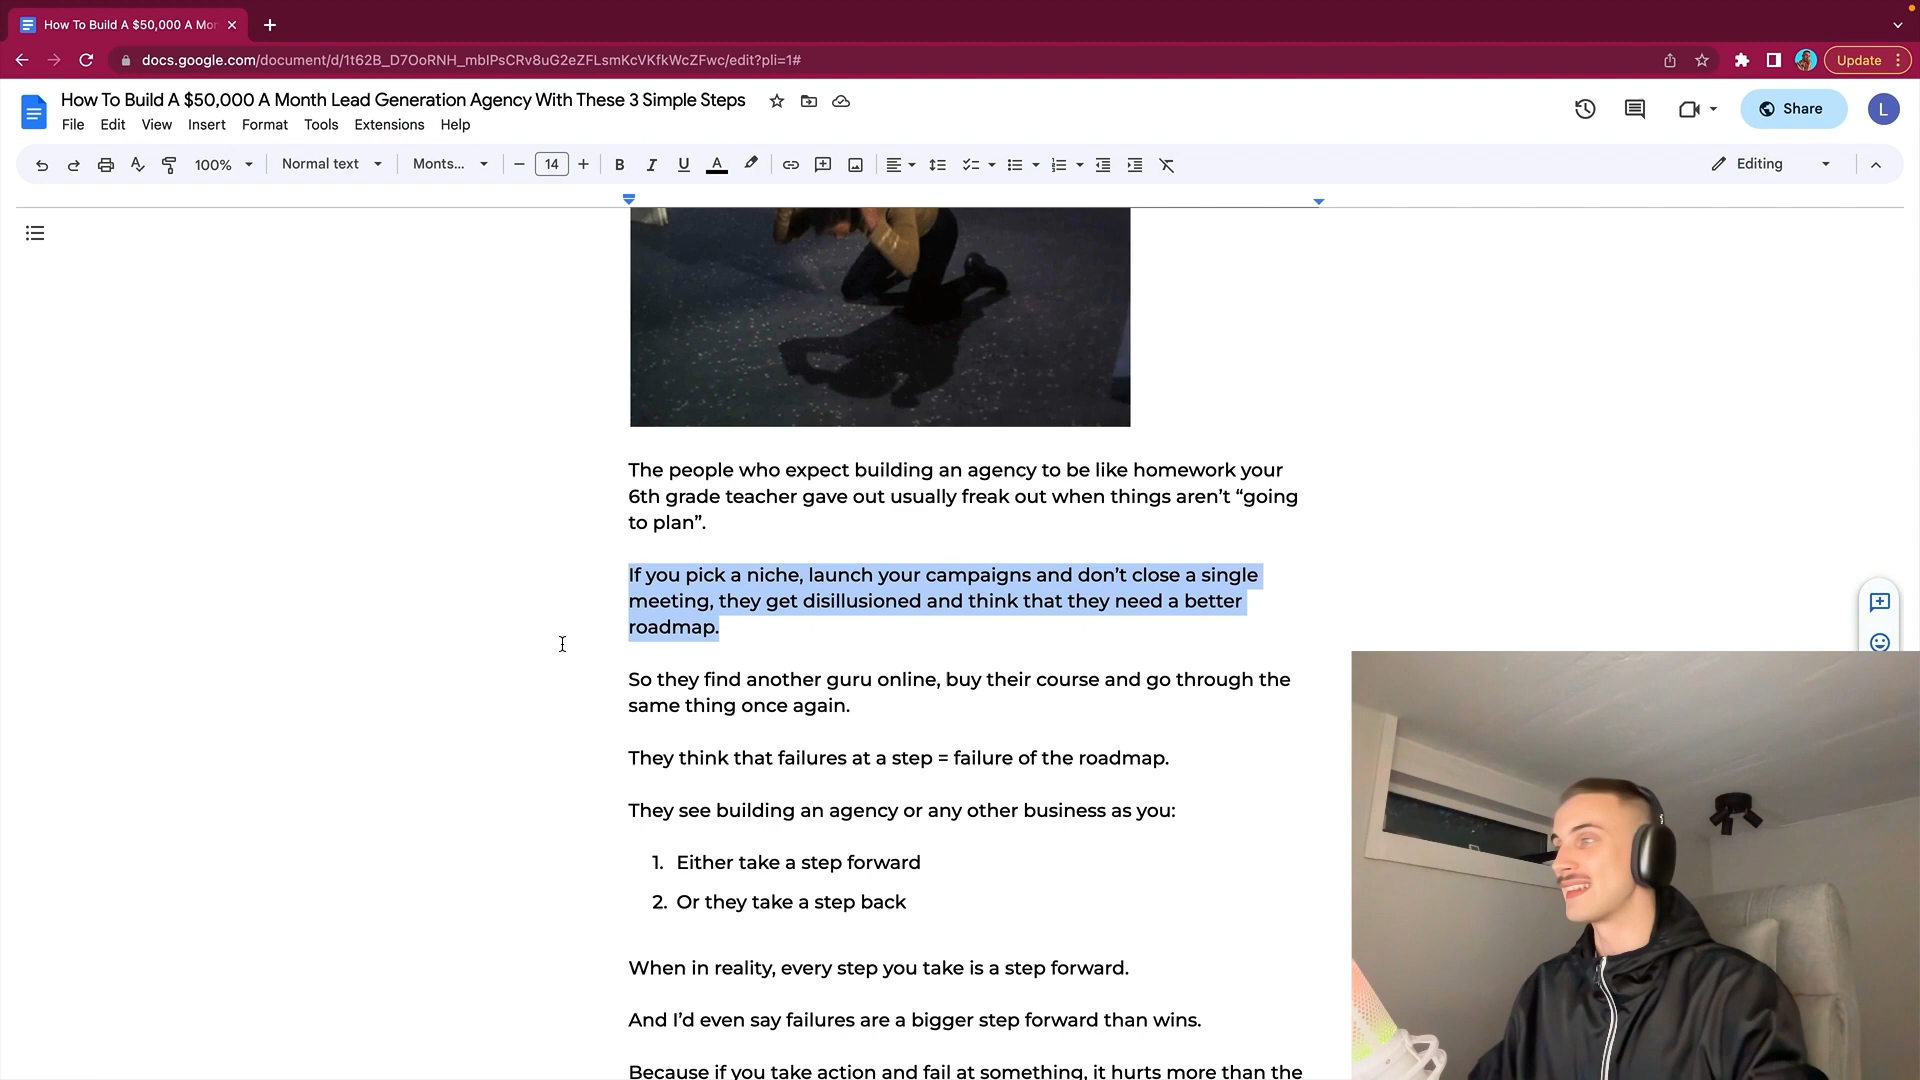 How To Build A $50,000 A Mon
docs.google.com/document/d/1t62B_D7OoRNH_mbIPsCRv8uG2eZFLsmKcVKfkWcZFwc/edit?pli=1#
Update
How To Build A $50,000 A Month Lead Generation Agency With These 3 Simple Steps
File Edit View Insert Format Tools Extensions Help
Share
L
100% Normal text Monts... 14 B I U A Editing
The people who expect building an agency to be like homework your
6th grade teacher gave out usually freak out when things aren’t “going
to plan”.
If you pick a niche, launch your campaigns and don’t close a single
meeting, they get disillusioned and think that they need a better
roadmap.
So they find another guru online, buy their course and go through the
same thing once again.
They think that failures at a step = failure of the roadmap.
They see building an agency or any other business as you:
1. Either take a step forward
2. Or they take a step back
When in reality, every step you take is a step forward.
And I’d even say failures are a bigger step forward than wins.
Because if you take action and fail at something, it hurts more than the